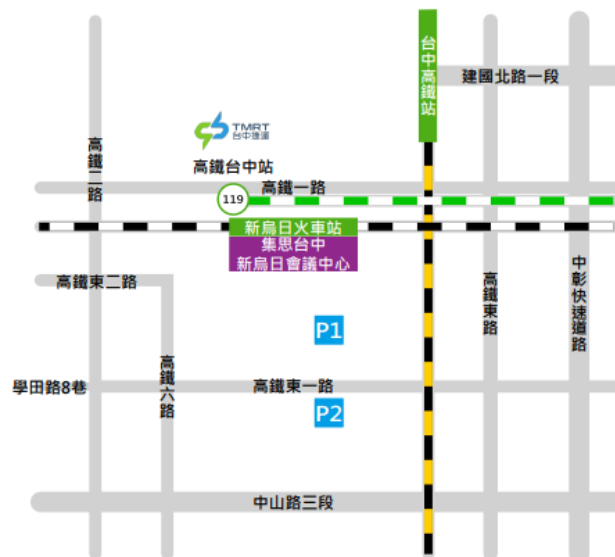 台中高鐵站
建國北路一段
TMRT
台中捷運
高鐵二路
高鐵台中站
高鐵一路
119
新烏日火車站
集思台中
新烏日會議中心
高鐵東二路
高鐵東路
中彰快速道路
P1
高鐵六路
學田路8巷
高鐵東一路
P2
中山路三段